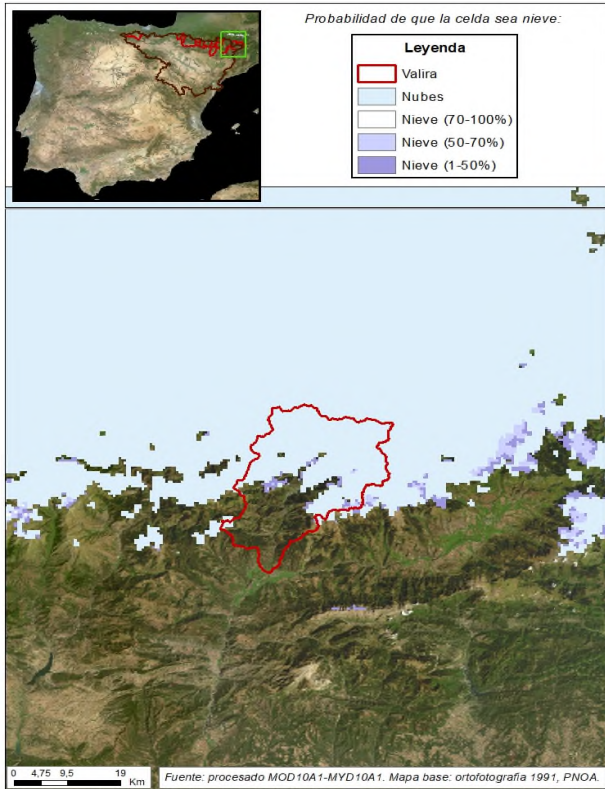 Probabilidad de que la celda sea nieve:
Leyenda
Valira
Nubes
Nieve (70-100%)
Nieve (50-70%)
Nieve (1-50%)
0 4,75 9,5 19
Km
Fuente: procesado MOD10A1-MYD10A1. Mapa base: ortofotografía 1991, PNOA.